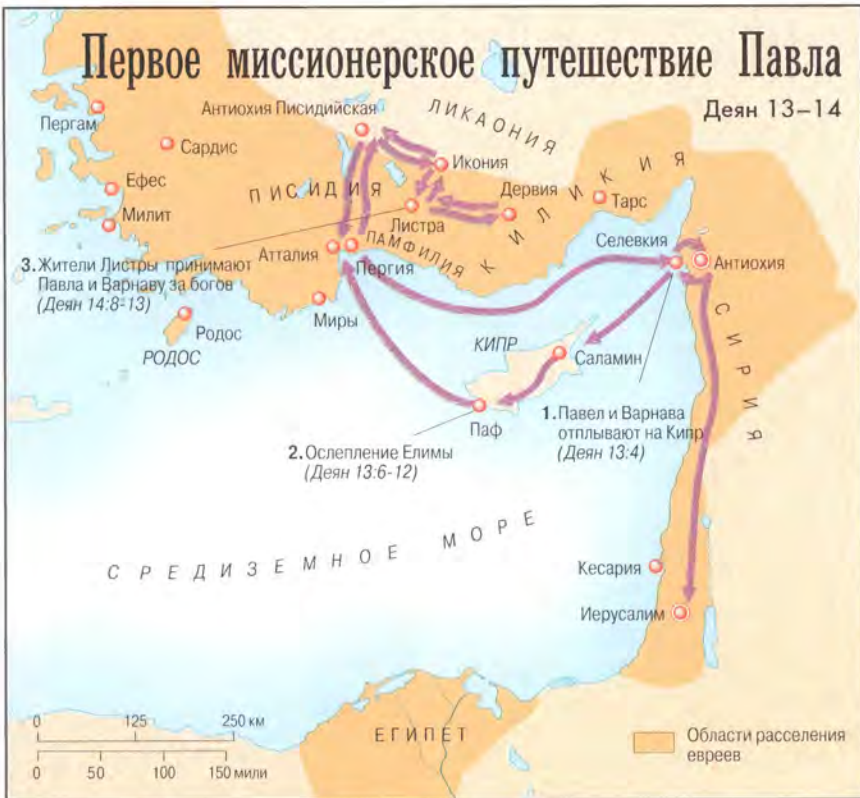 Первое миссионерское путешествие Павла
Деян 13–14
Антиохия Писидийская
ЛИКАОНИЯ
Пергам
Сардис
Икония
Ефес
ПИСИДИЯ
Дервия
КИЛИКИЯ
Тарс
Милит
Листра
Атталия
ПАМФИЛИЯ
Пергия
Селевкия
Антиохия
3. Жители Листры принимают
Павла и Варнаву за богов
(Деян 14:8-13)
Миры
Родос
РОДОС
КИПР
Саламин
СИРИЯ
Паф
1. Павел и Варнава
отплывают на Кипр
(Деян 13:4)
2. Ослепление Елимы
(Деян 13:6-12)
СРЕДИЗЕМНОЕ МОРЕ
Кесария
Иерусалим
0 125 250 км
0 50 100 150 мили
ЕГИПЕТ
Области расселения
евреев